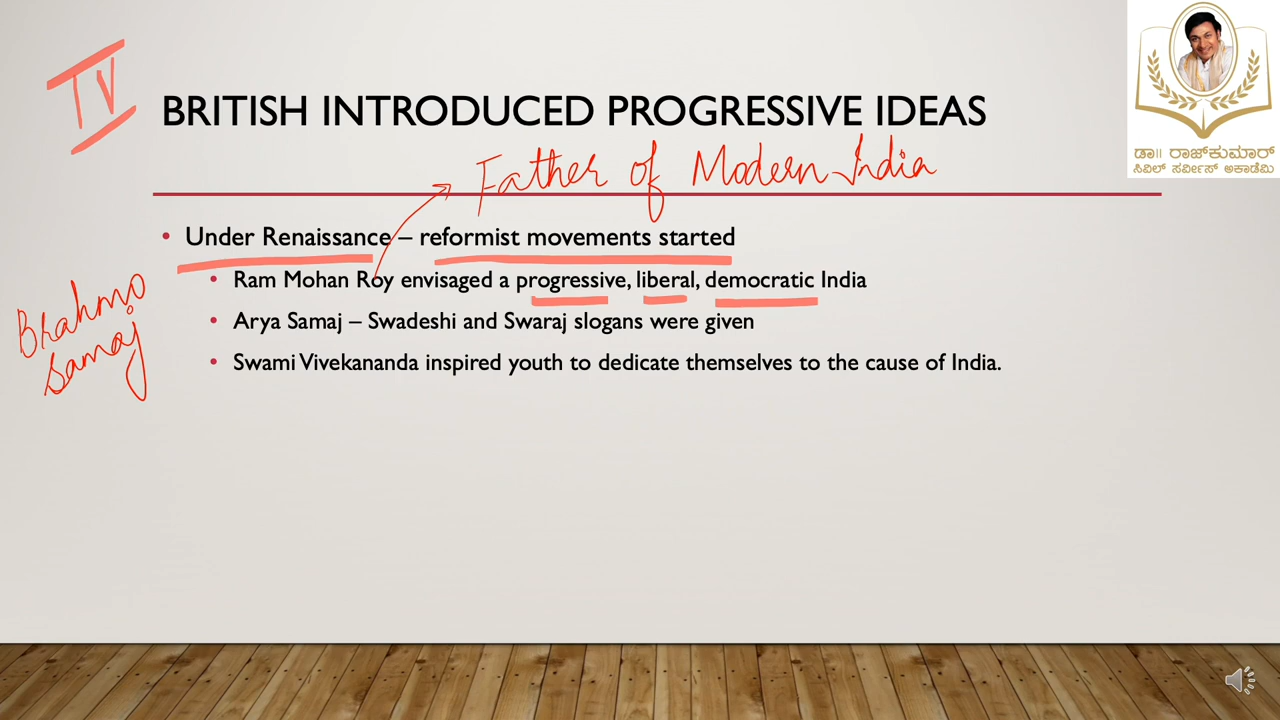 IV
BRITISH INTRODUCED PROGRESSIVE IDEAS
ಡಾ॥ ರಾಜ್‌ಕುಮಾರ್
ಸಿವಿಲ್ ಸರ್ವೀಸ್ ಅಕಾಡೆಮಿ
Father of Modern India
• Under Renaissance – reformist movements started
• Ram Mohan Roy envisaged a progressive, liberal, democratic India
Brahmo
Samaj
• Arya Samaj – Swadeshi and Swaraj slogans were given
• Swami Vivekananda inspired youth to dedicate themselves to the cause of India.